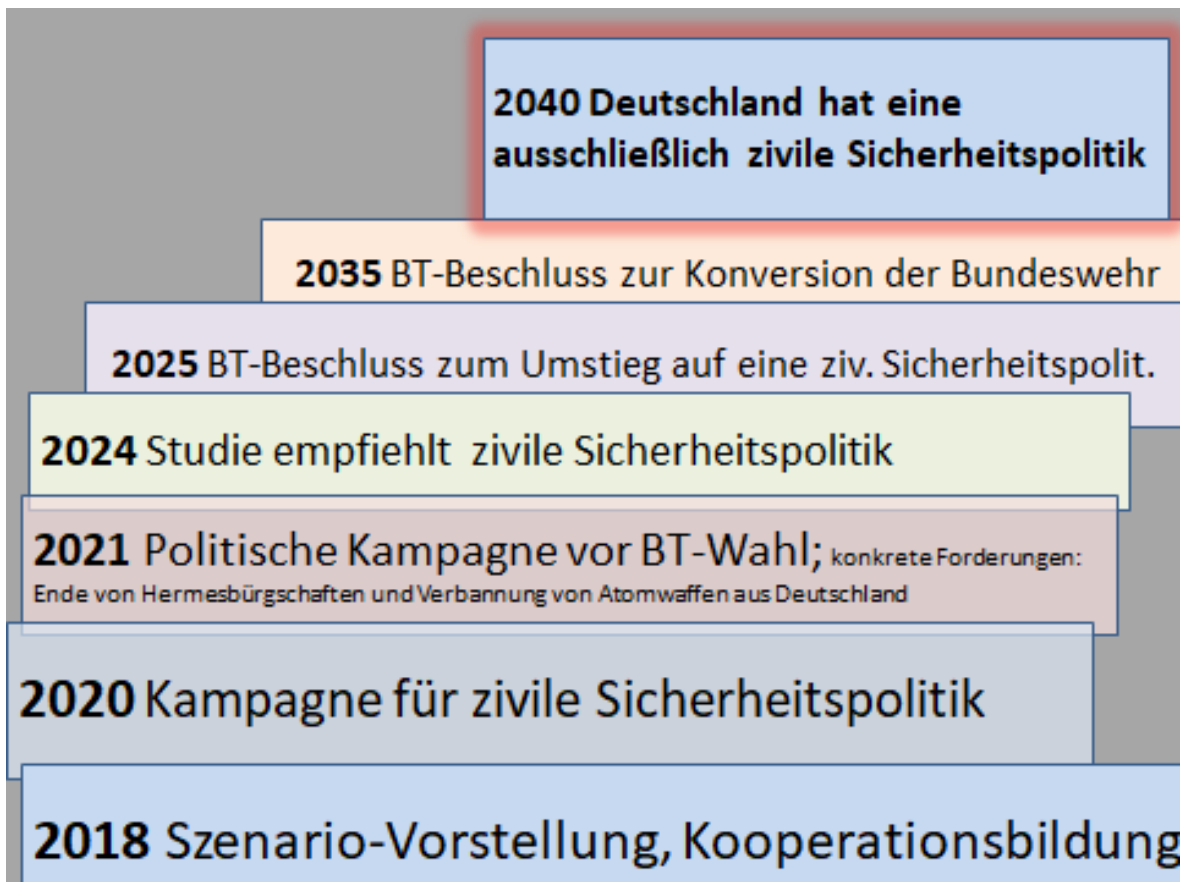 2040 Deutschland hat eine
ausschließlich zivile Sicherheitspolitik
2035 BT-Beschluss zur Konversion der Bundeswehr
2025 BT-Beschluss zum Umstieg auf eine ziv. Sicherheitspolit.
2024 Studie empfiehlt zivile Sicherheitspolitik
2021 Politische Kampagne vor BT-Wahl; konkrete Forderungen:
Ende von Hermesbürgschaften und Verbannung von Atomwaffen aus Deutschland
2020 Kampagne für zivile Sicherheitspolitik
2018 Szenario-Vorstellung, Kooperationsbildung